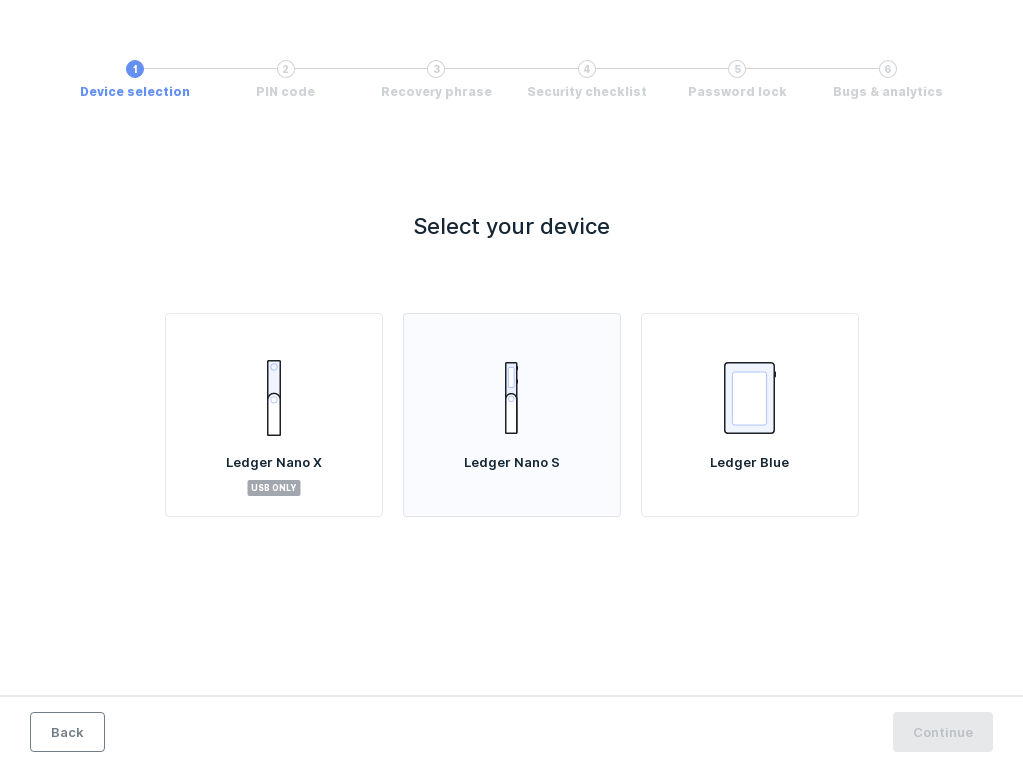 1 2 3 4 5 6
Device selection PIN code Recovery phrase Security checklist Password lock Bugs & analytics
Select your device
Ledger Nano X Ledger Nano S Ledger Blue
USB ONLY
Back Continue